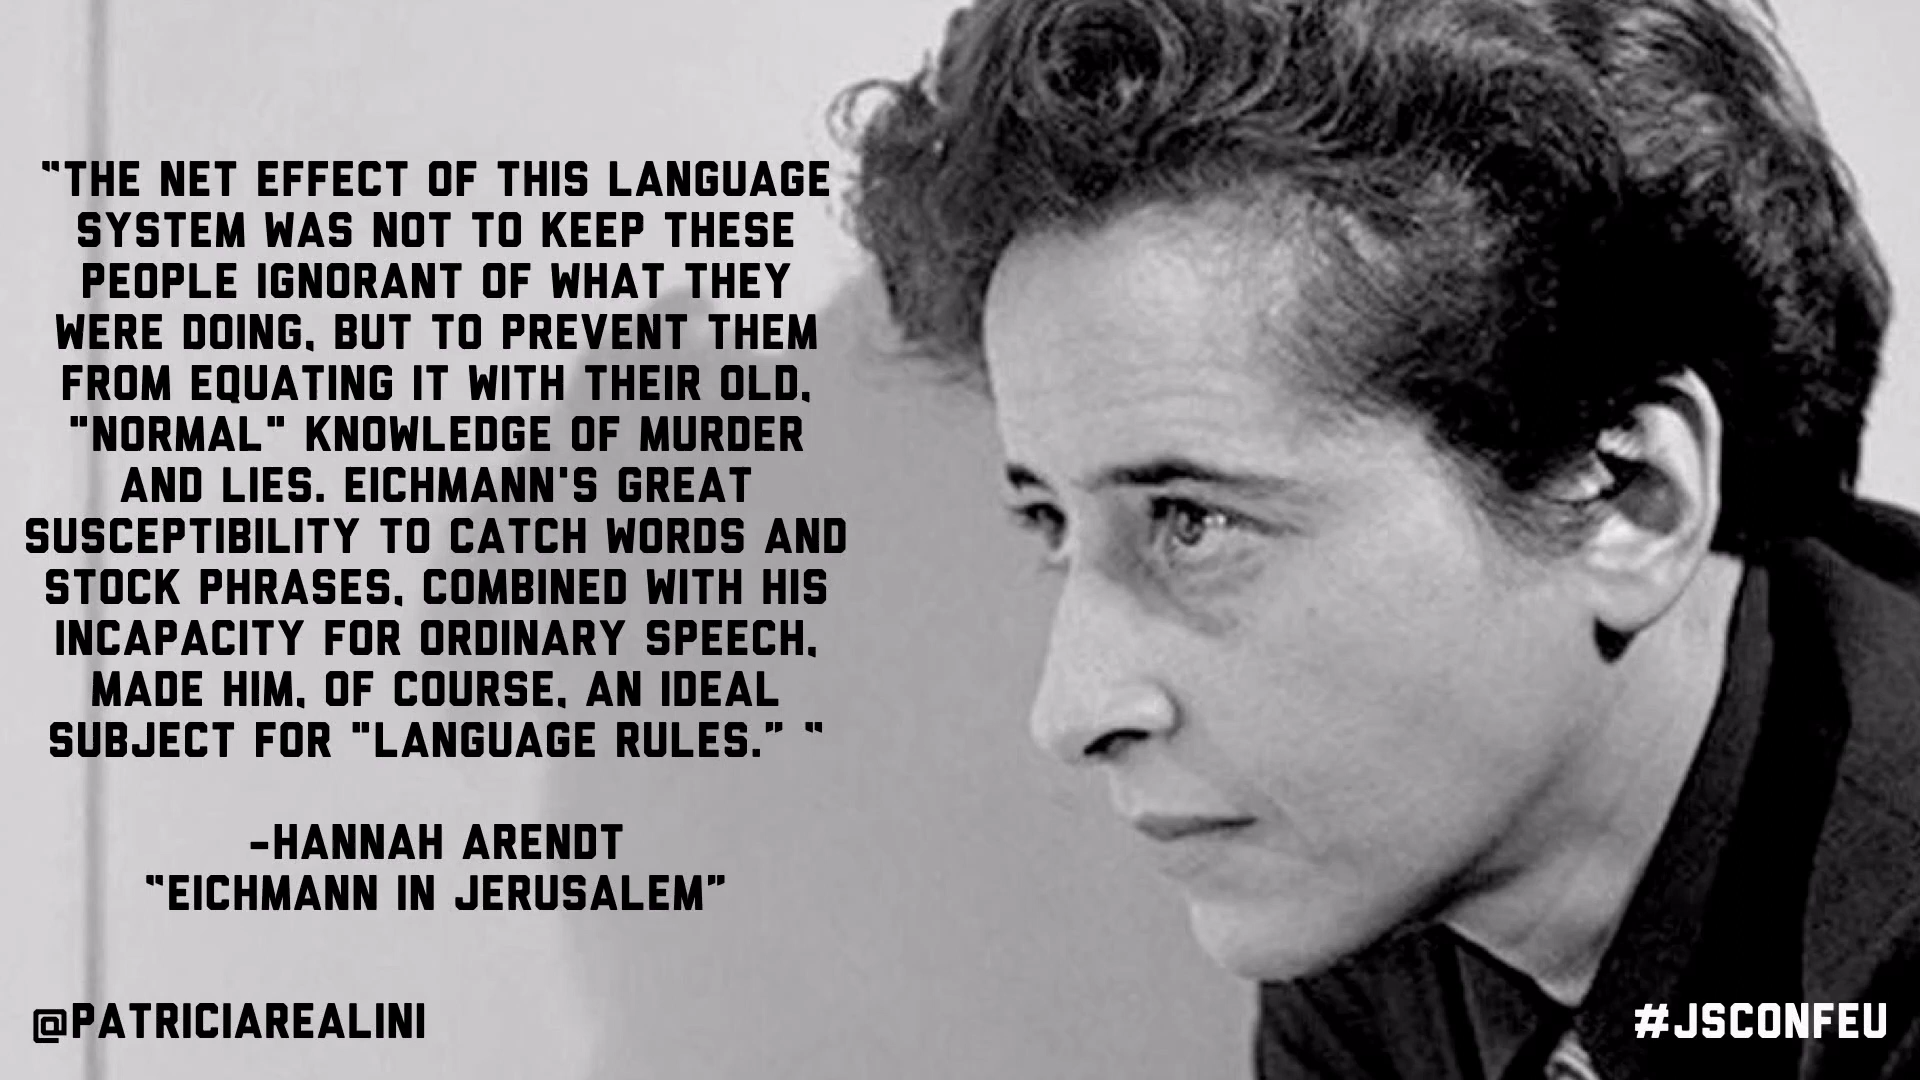 "THE NET EFFECT OF THIS LANGUAGE
SYSTEM WAS NOT TO KEEP THESE
PEOPLE IGNORANT OF WHAT THEY
WERE DOING, BUT TO PREVENT THEM
FROM EQUATING IT WITH THEIR OLD,
"NORMAL" KNOWLEDGE OF MURDER
AND LIES. EICHMANN'S GREAT
SUSCEPTIBILITY TO CATCH WORDS AND
STOCK PHRASES, COMBINED WITH HIS
INCAPACITY FOR ORDINARY SPEECH,
MADE HIM, OF COURSE, AN IDEAL
SUBJECT FOR "LANGUAGE RULES.” “
-HANNAH ARENDT
“EICHMANN IN JERUSALEM”
@PATRICIAREALINI
#JSCONFEU